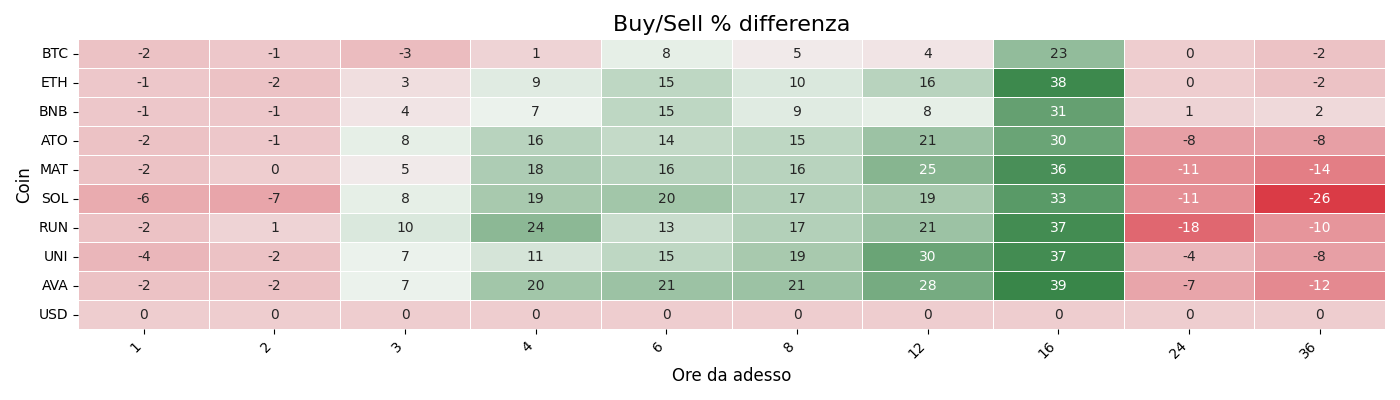 Buy/Sell % differenza
Coin
BTC -2 -1 -3 1 8 5 4 23 0 -2
ETH -1 -2 3 9 15 10 16 38 0 -2
BNB -1 -1 4 7 15 9 8 31 1 2
ATO -2 -1 8 16 14 15 21 30 -8 -8
MAT -2 0 5 18 16 16 25 36 -11 -14
SOL -6 -7 8 19 20 17 19 33 -11 -26
RUN -2 1 10 24 13 17 21 37 -18 -10
UNI -4 -2 7 11 15 19 30 37 -4 -8
AVA -2 -2 7 20 21 21 28 39 -7 -12
USD 0 0 0 0 0 0 0 0 0 0
1 2 3 4 6 8 12 16 24 36
Ore da adesso